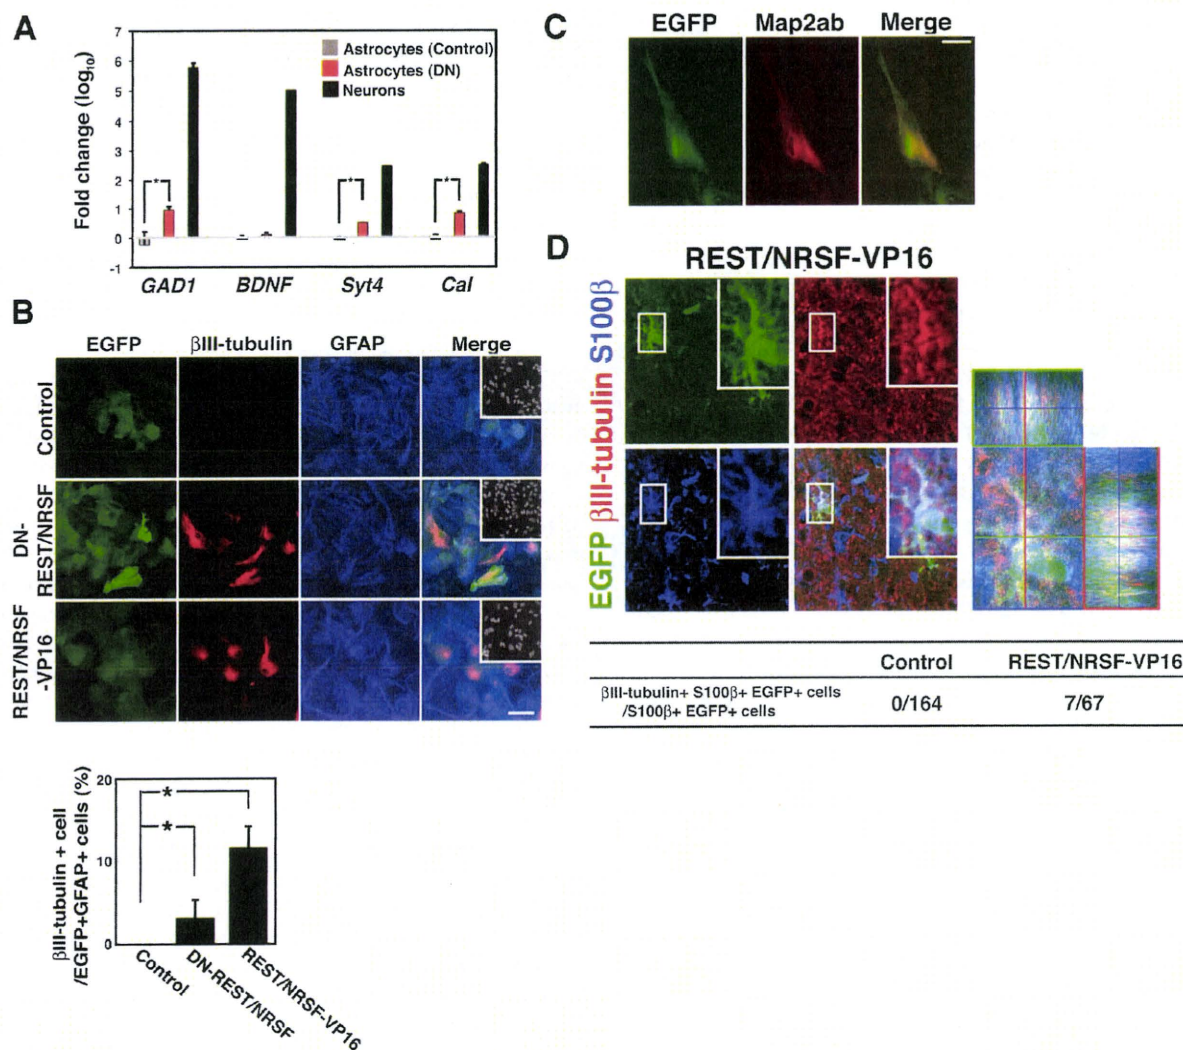 A
Fold change (log10)
7
6
5
4
3
2
1
0
-1
Astrocytes (Control)
Astrocytes (DN)
Neurons
*
*
*
GAD1 BDNF Syt4 Cal
B
EGFP βIII-tubulin GFAP Merge
Control
DN-
REST/NRSF
REST/NRSF
-VP16
βIII-tubulin + cell
/EGFP+GFAP+ cells (%)
20
10
0
*
*
Control
DN-REST/NRSF
REST/NRSF-VP16
C
EGFP Map2ab Merge
D
REST/NRSF-VP16
EGFP βIII-tubulin S100β
Control REST/NRSF-VP16
βIII-tubulin+ S100β+ EGFP+ cells
/S100β+ EGFP+ cells
0/164 7/67